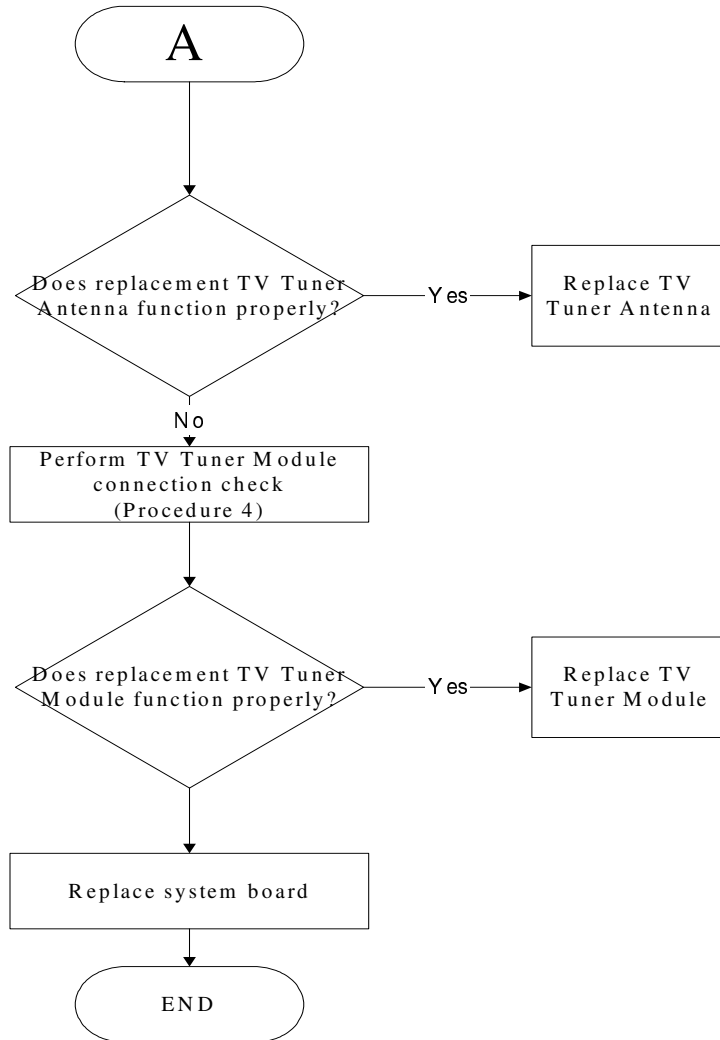 A
Does replacement TV Tuner
Antenna function properly?
Yes
Replace TV
Tuner Antenna
No
Perform TV Tuner Module
connection check
(Procedure 4)
Does replacement TV Tuner
Module function properly?
Yes
Replace TV
Tuner Module
Replace system board
END